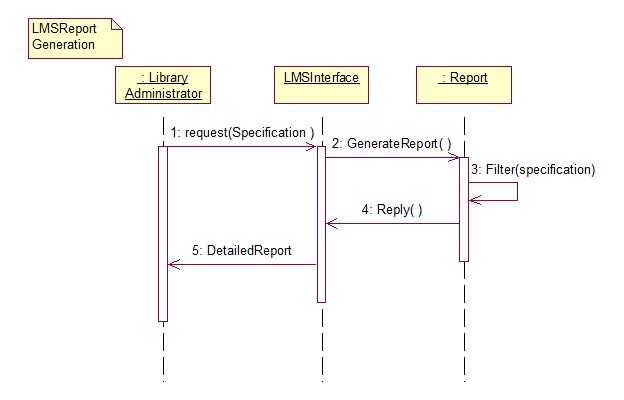 LMSReport
Generation
: Library
Administrator
LMSInterface
: Report
1: request(Specification )
2: GenerateReport( )
3: Filter(specification)
4: Reply( )
5: DetailedReport